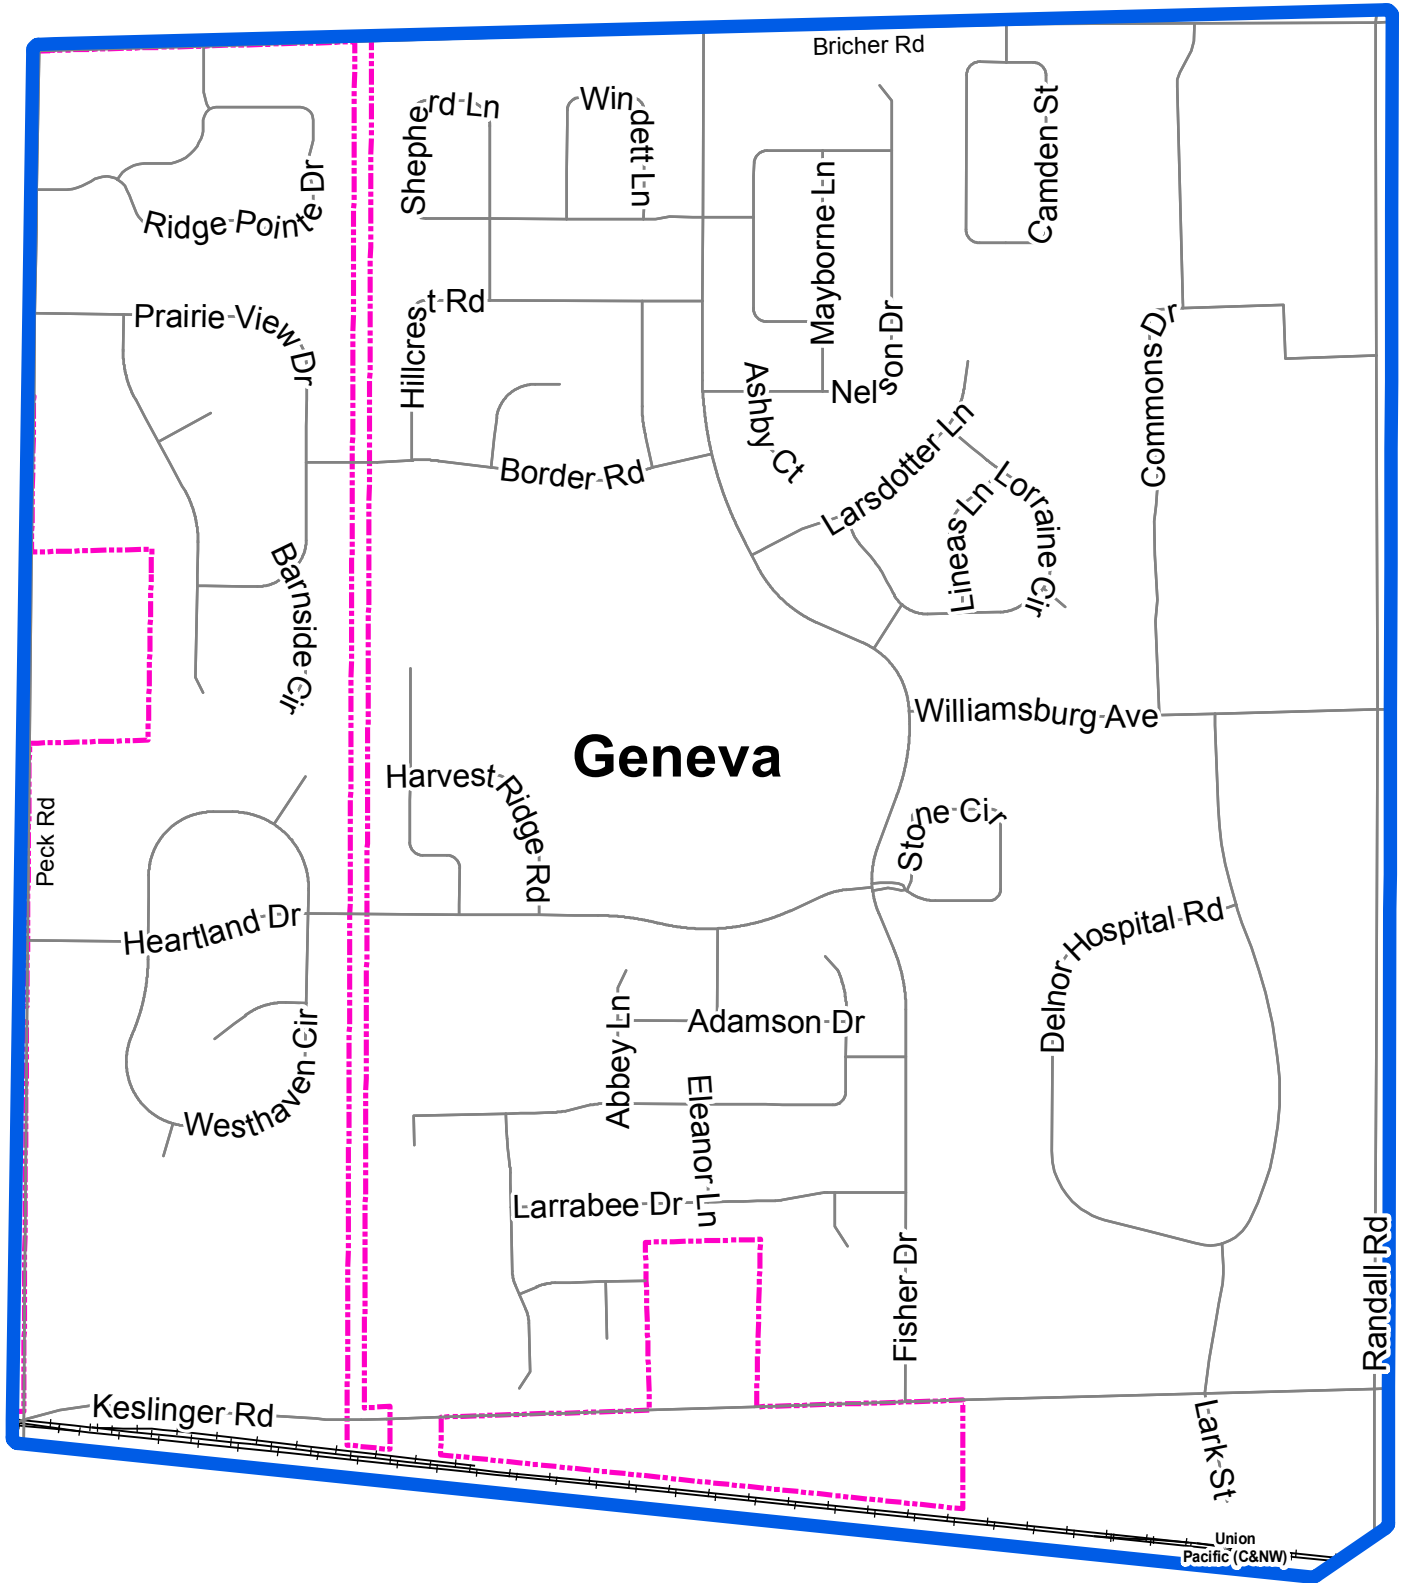 Bricher Rd
Shepherd Ln
Windett Ln
Camden St
Ridge Pointe Dr
Mayborne Ln
Prairie View Dr
Hillcrest Rd
Nelson Dr
Commons Dr
Ashby Ct
Border Rd
Larsdotter Ln
Lorraine Cir
Lineas Ln
Barnside Cir
Williamsburg Ave
Geneva
Harvest Ridge Rd
Stone Cir
Peck Rd
Heartland Dr
Delnor Hospital Rd
Abbey Ln
Adamson Dr
Westhaven Cir
Eleanor Ln
Larrabee Dr
Fisher Dr
Randall Rd
Keslinger Rd
Lark St
Union
Pacific (C&NW)